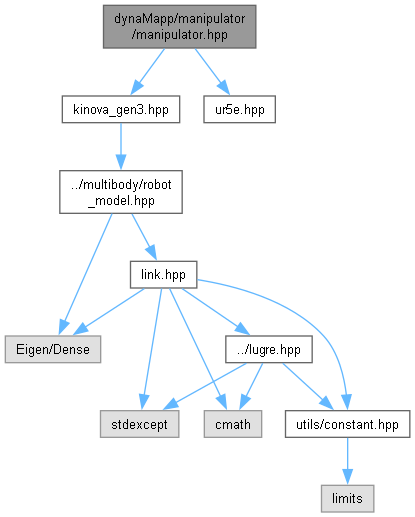 dynaMapp/manipulator
/manipulator.hpp
kinova_gen3.hpp
ur5e.hpp
../multibody/robot
_model.hpp
link.hpp
Eigen/Dense
../lugre.hpp
stdexcept
cmath
utils/constant.hpp
limits